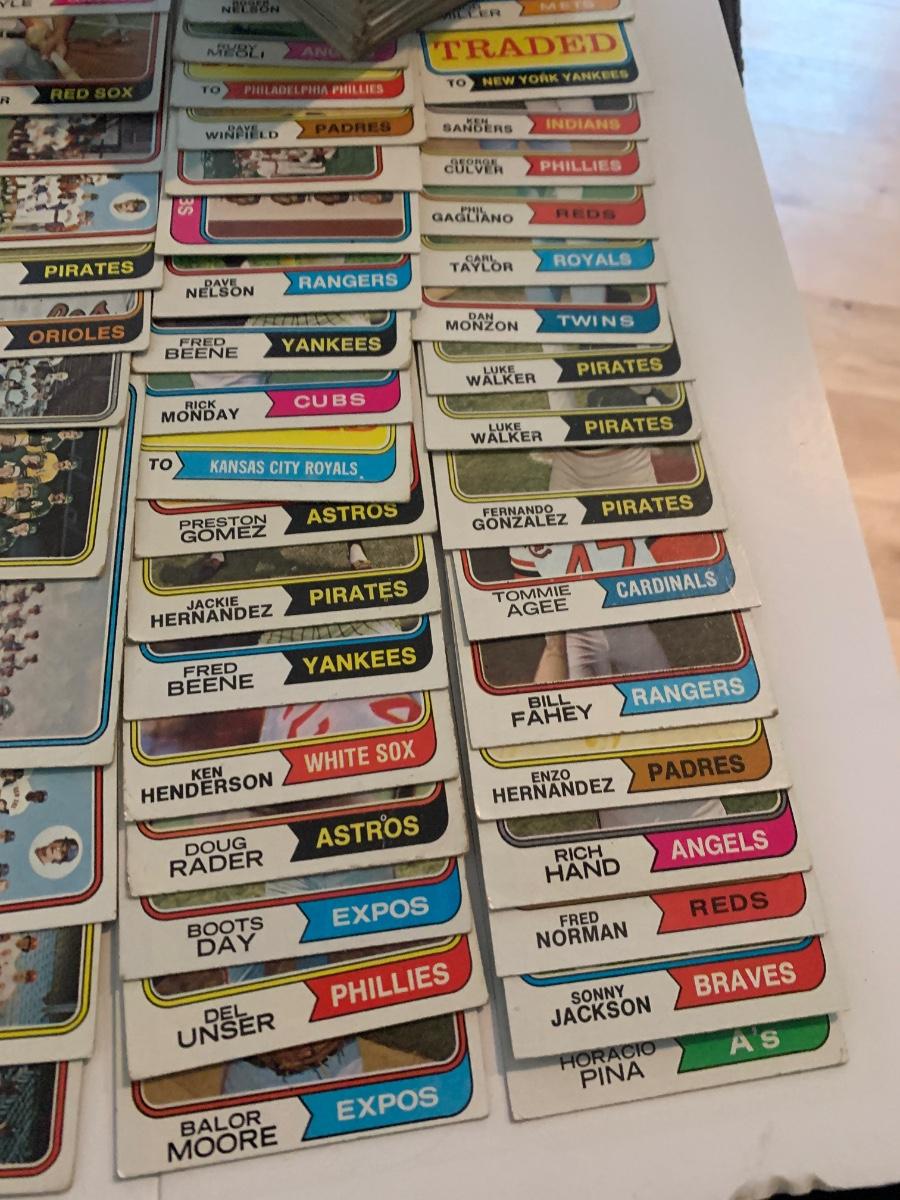 RED SOX
PIRATES
ORIOLES
NELSON
RUDY
MEOLI
TO PHILADELPHIA PHILLIES
DAVE
WINFIELD PADRES
DAVE
NELSON RANGERS
FRED
BEENE YANKEES
RICK
MONDAY CUBS
TO KANSAS CITY ROYALS
PRESTON
GOMEZ ASTROS
JACKIE
HERNANDEZ PIRATES
FRED
BEENE YANKEES
KEN
HENDERSON WHITE SOX
DOUG
RADER ASTROS
BOOTS
DAY EXPOS
DEL
UNSER PHILLIES
BALOR
MOORE EXPOS
MILLER METS
TRADED
TO NEW YORK YANKEES
KEN
SANDERS INDIANS
GEORGE
CULVER PHILLIES
PHIL
GAGLIANO REDS
CARL
TAYLOR ROYALS
DAN
MONZON TWINS
LUKE
WALKER PIRATES
LUKE
WALKER PIRATES
FERNANDO
GONZALEZ PIRATES
47
TOMMIE
AGEE CARDINALS
BILL
FAHEY RANGERS
ENZO
HERNANDEZ PADRES
RICH
HAND ANGELS
FRED
NORMAN REDS
SONNY
JACKSON BRAVES
HORACIO
PINA A's